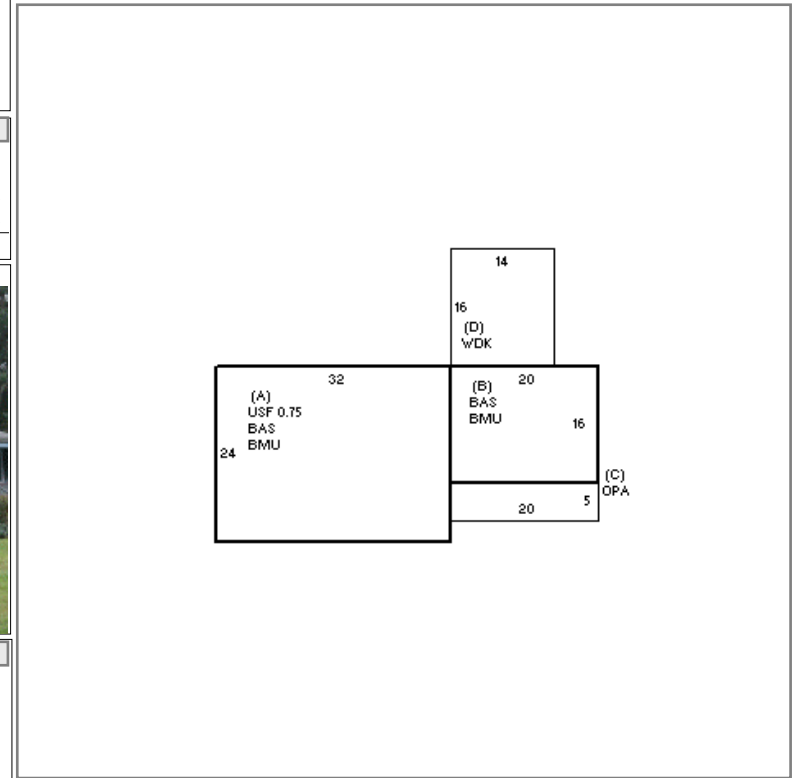 14
16
(D)
WDK
32
(A)
USF 0.75
BAS
BMU
24
20
(B)
BAS
BMU
16
(C)
OPA
5
20